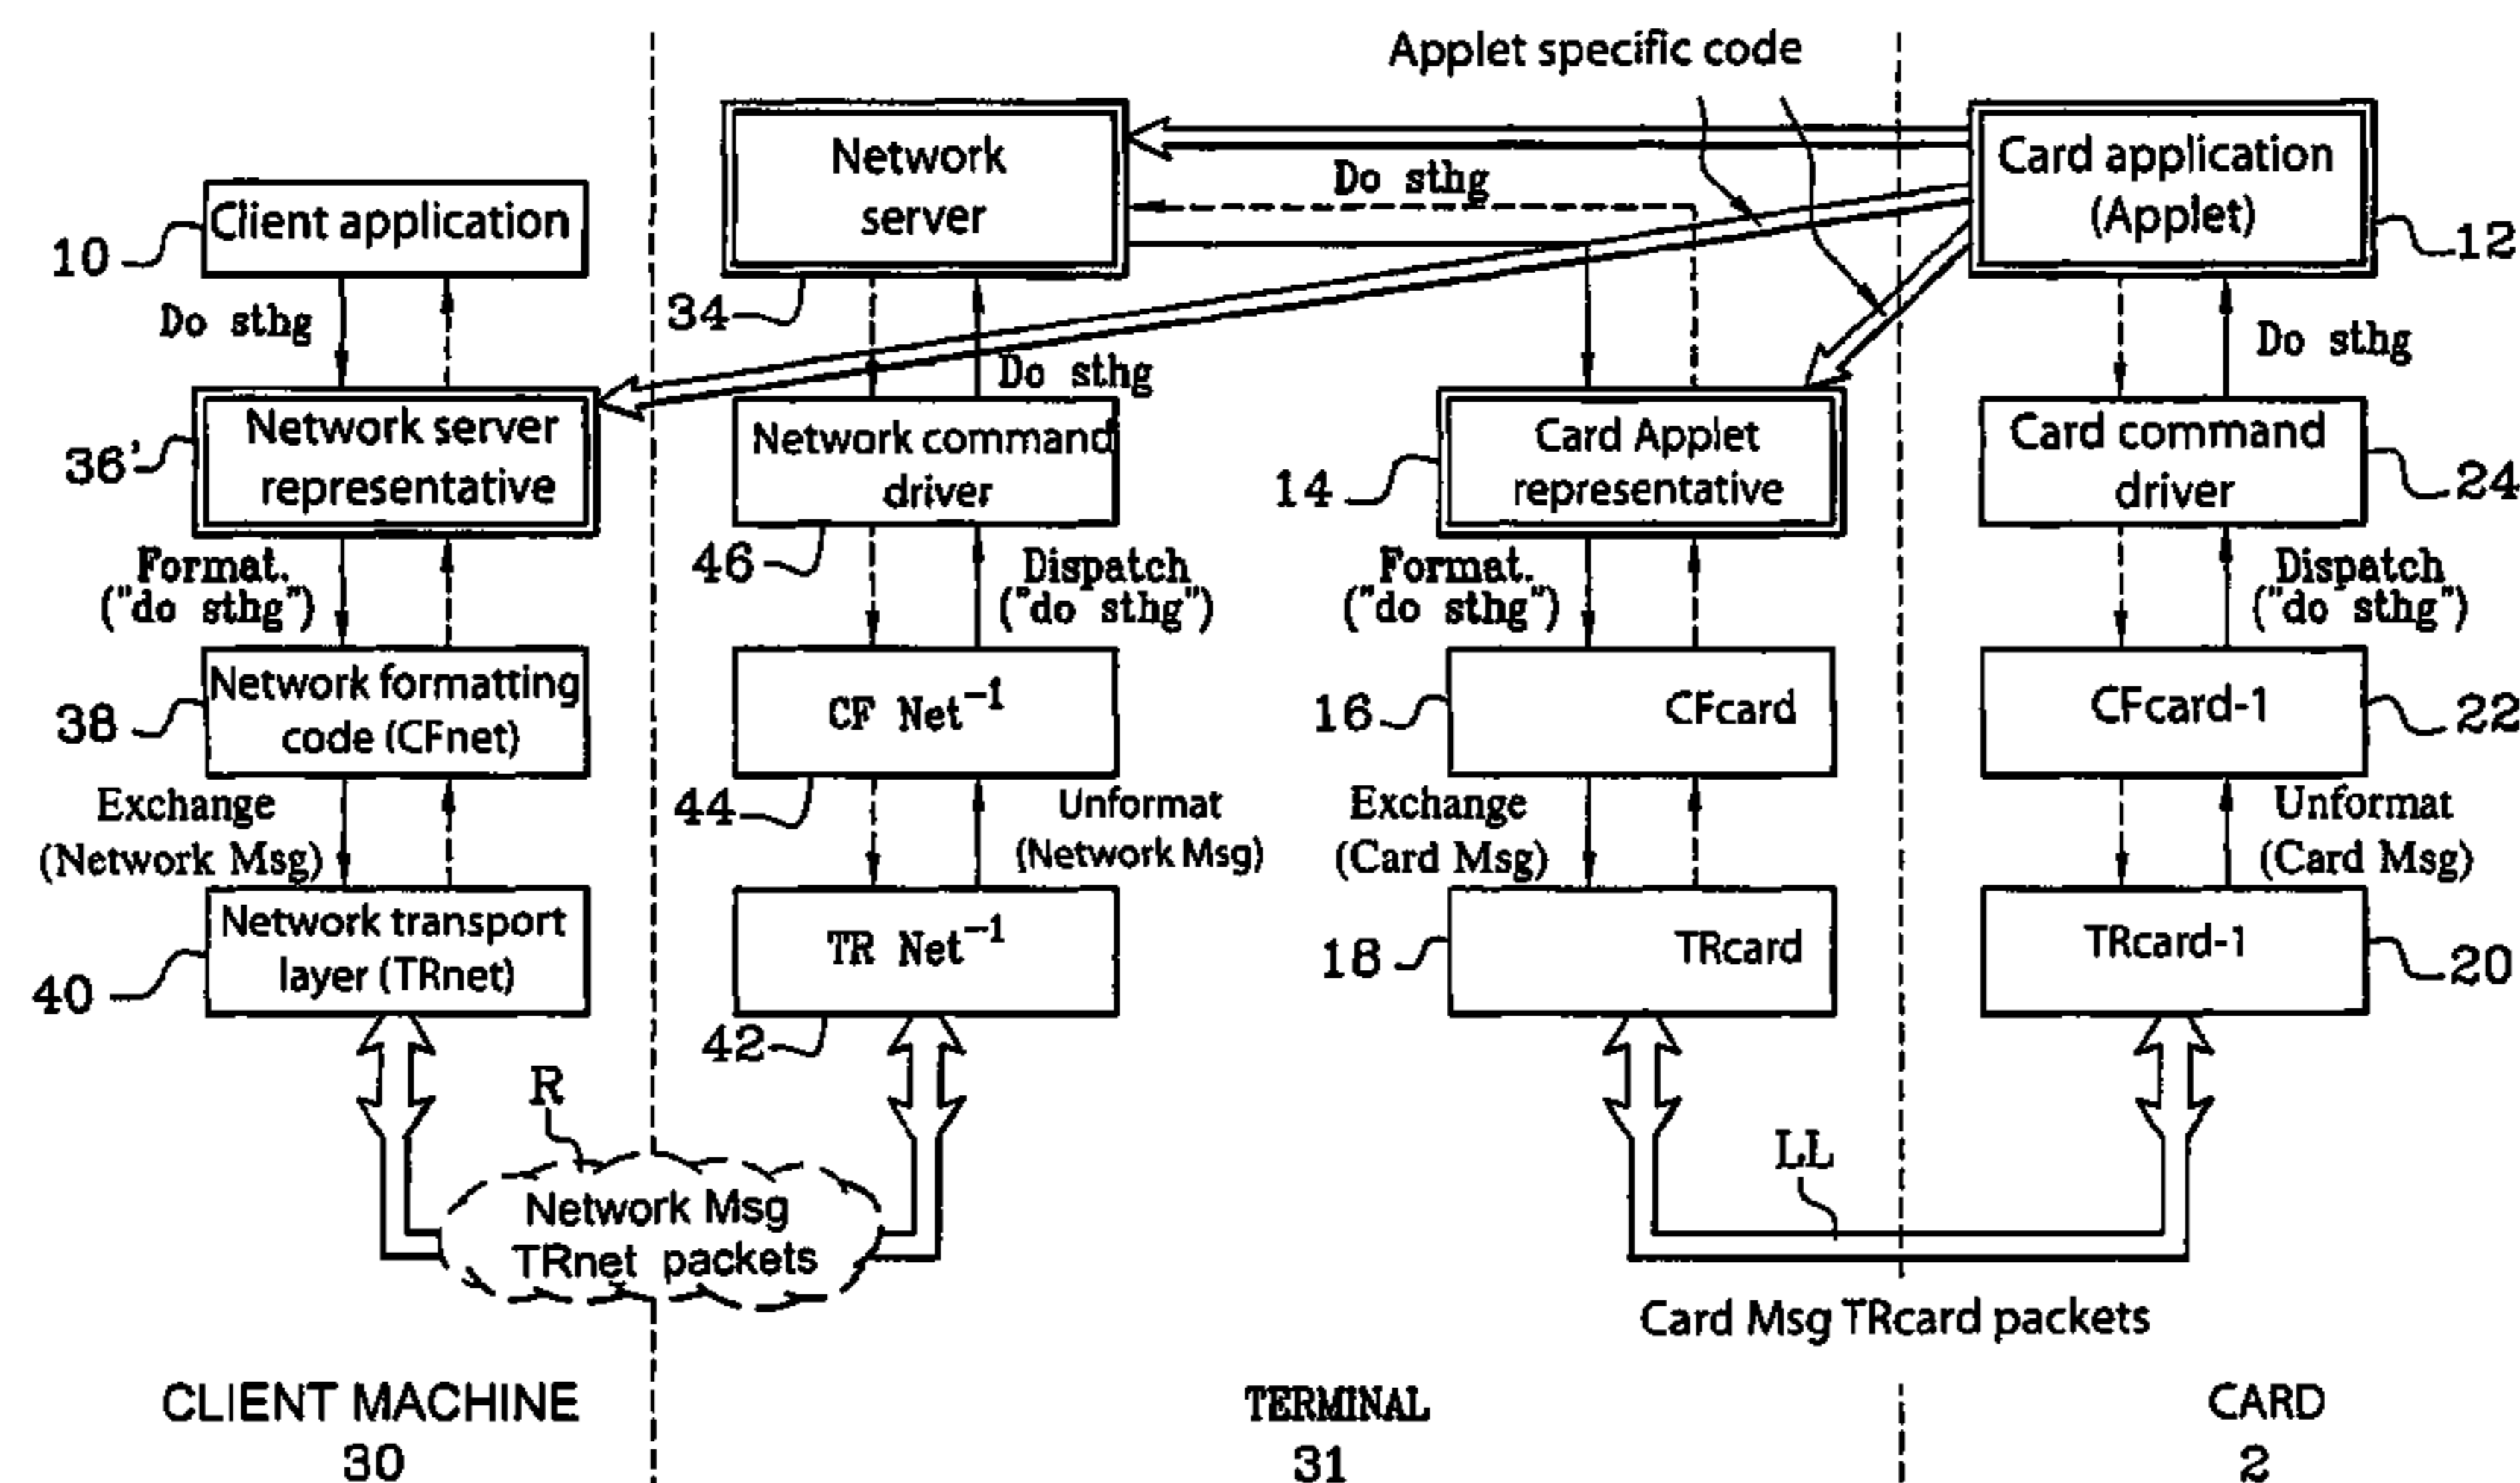 Applet specific code
Network
server
Do sthg
Card application
(Applet)
12
Client application
10
34
Do sthg
Do sthg
Do sthg
Network server
representative
36'
Network command
driver
46
Card Applet
representative
14
Card command
driver
24
Format.
("do sthg")
Dispatch
("do sthg")
Format.
("do sthg")
Dispatch
("do sthg")
Network formatting
code (CFnet)
38
CF Net-1
44
CFcard
16
CFcard-1
22
Exchange
(Network Msg)
Unformat
(Network Msg)
Exchange
(Card Msg)
Unformat
(Card Msg)
Network transport
layer (TRnet)
40
TR Net-1
42
TRcard
18
TRcard-1
20
R
Network Msg
TRnet packets
LL
Card Msg TRcard packets
CLIENT MACHINE
30
TERMINAL
31
CARD
2